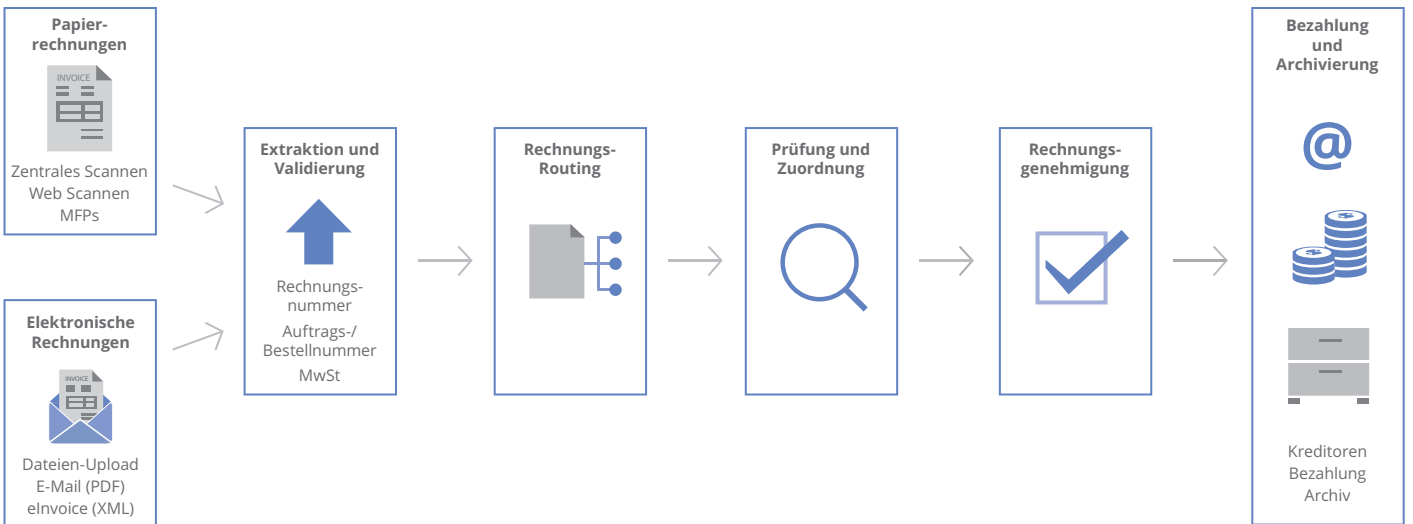 Papier-
rechnungen
INVOICE
Zentrales Scannen
Web Scannen
MFPs
Elektronische
Rechnungen
INVOICE
Dateien-Upload
E-Mail (PDF)
eInvoice (XML)
Extraktion und
Validierung
Rechnungs-
nummer
Auftrags-/
Bestellnummer
MwSt
Rechnungs-
Routing
Prüfung und
Zuordnung
Rechnungs-
genehmigung
Bezahlung
und
Archivierung
@
$
$
Kreditoren
Bezahlung
Archiv